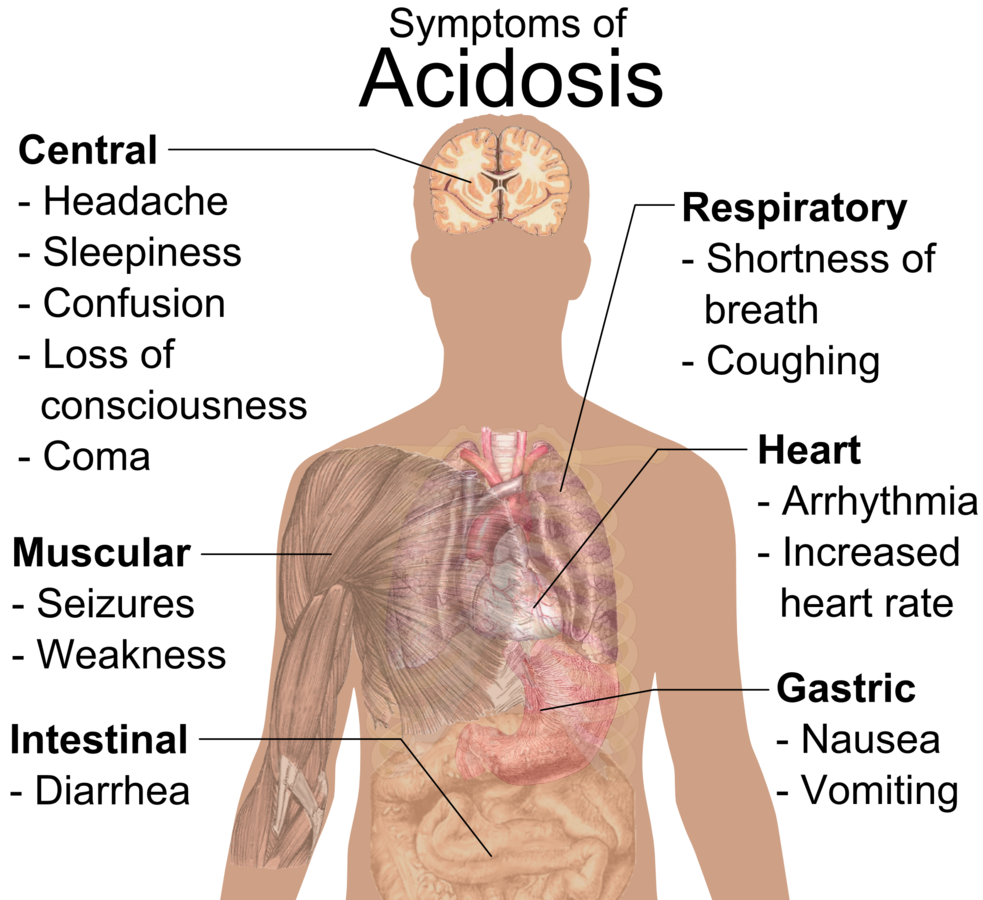 Symptoms of
Acidosis
Central
- Headache
- Sleepiness
- Confusion
- Loss of
consciousness
- Coma
Muscular
- Seizures
- Weakness
Intestinal
- Diarrhea
Respiratory
- Shortness of
breath
- Coughing
Heart
- Arrhythmia
- Increased
heart rate
Gastric
- Nausea
- Vomiting